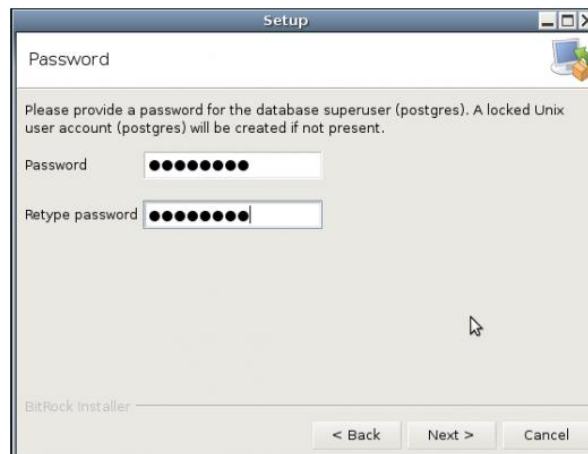 Setup
Password
Please provide a password for the database superuser (postgres). A locked Unix
user account (postgres) will be created if not present.
Password
Retype password
BitRock Installer
< Back Next > Cancel